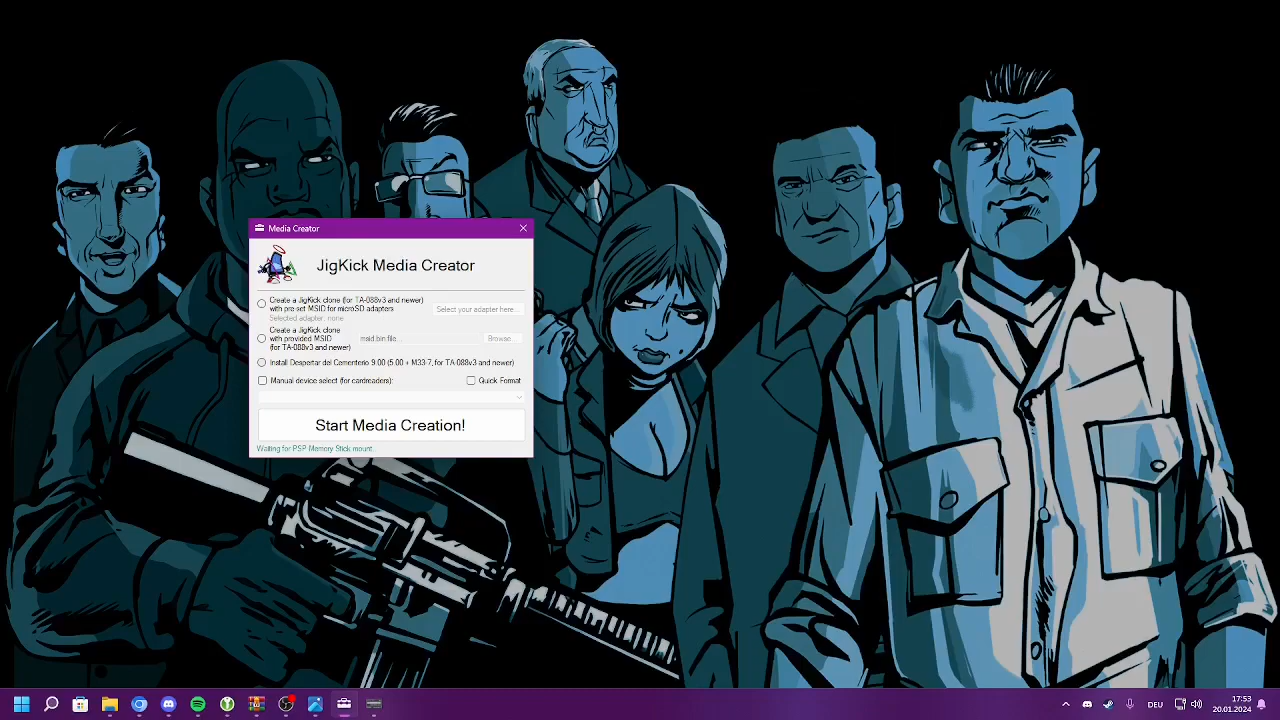 Media Creator
JigKick Media Creator
Create a JigKick clone (for TA-088v3 and newer)
with pre-set MSID for microSD adapters
Select your adapter here...
Selected adapter: none
Create a JigKick clone
with provided MSID
(for TA-088v3 and newer)
msid.bin file...
Browse...
Install Despertar del Cementerio 9.00 (5.00 + M33-7, for TA-088v3 and newer)
Manual device select (for cardreaders):
Quick Format
Start Media Creation!
Waiting for PSP Memory Stick mount
DEU
17:53
20.01.2024